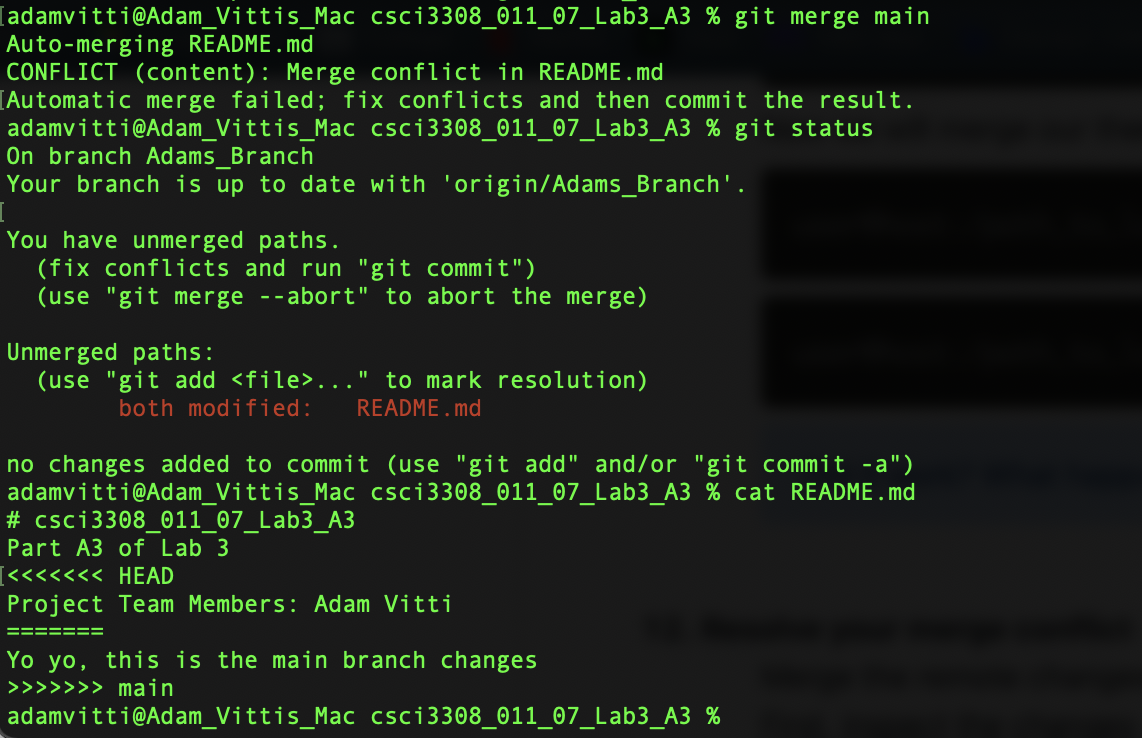 adamvitti@Adam_Vittis_Mac csci3308_011_07_Lab3_A3 % git merge main
Auto-merging README.md
CONFLICT (content): Merge conflict in README.md
Automatic merge failed; fix conflicts and then commit the result.
adamvitti@Adam_Vittis_Mac csci3308_011_07_Lab3_A3 % git status
On branch Adams_Branch
Your branch is up to date with 'origin/Adams_Branch'.

You have unmerged paths.
  (fix conflicts and run "git commit")
  (use "git merge --abort" to abort the merge)

Unmerged paths:
  (use "git add <file>..." to mark resolution)
        both modified:   README.md

no changes added to commit (use "git add" and/or "git commit -a")
adamvitti@Adam_Vittis_Mac csci3308_011_07_Lab3_A3 % cat README.md
# csci3308_011_07_Lab3_A3
Part A3 of Lab 3
<<<<<<< HEAD
Project Team Members: Adam Vitti
=======
Yo yo, this is the main branch changes
>>>>>>> main
adamvitti@Adam_Vittis_Mac csci3308_011_07_Lab3_A3 %